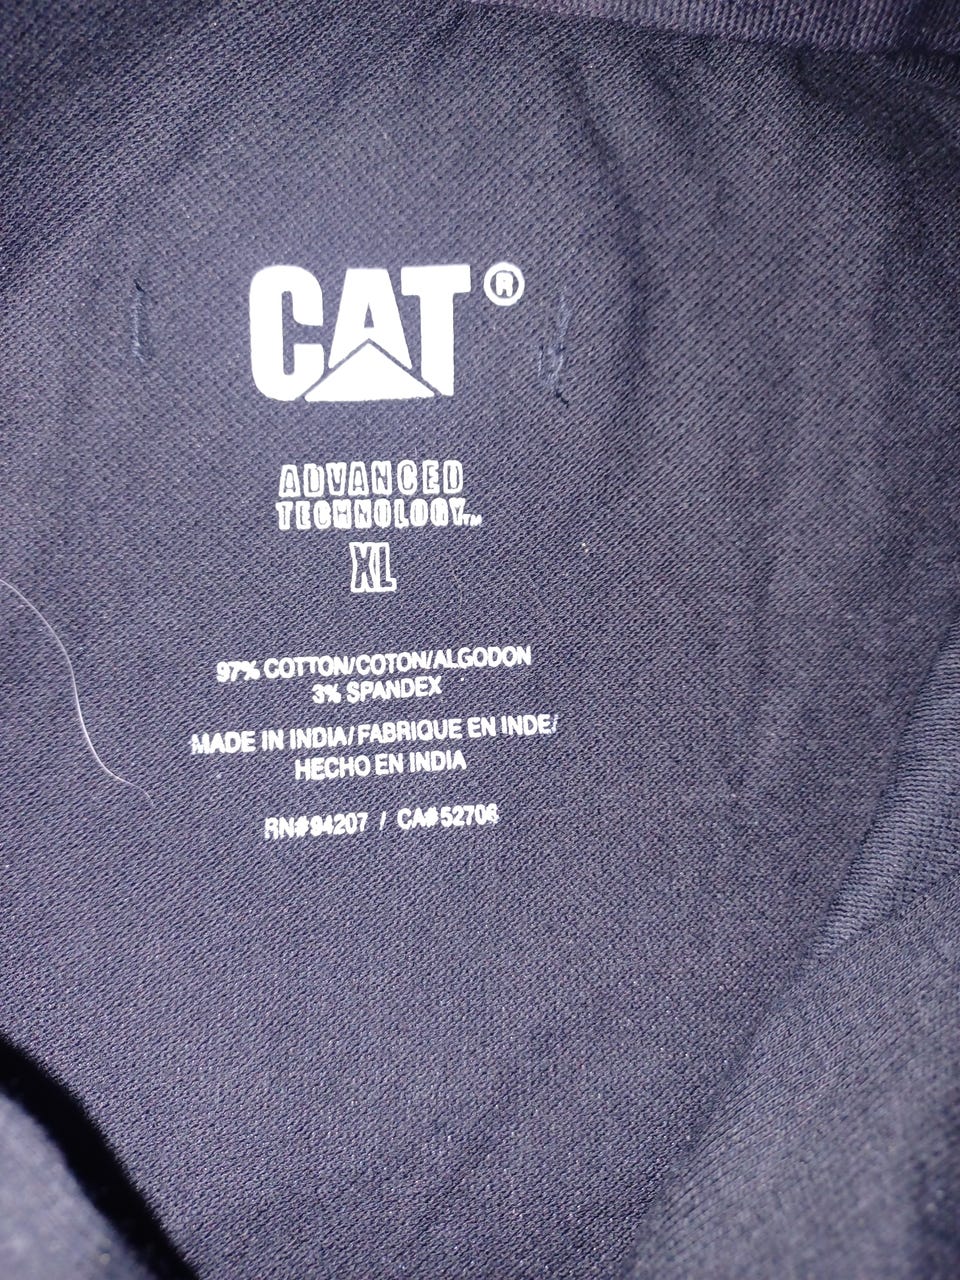 CAT®
ADVANCED
TECHNOLOGY™
XL
97% COTTON/COTON/ALGODON
3% SPANDEX
MADE IN INDIA/FABRIQUE EN INDE/
HECHO EN INDIA
RN#94207 / CA#52708